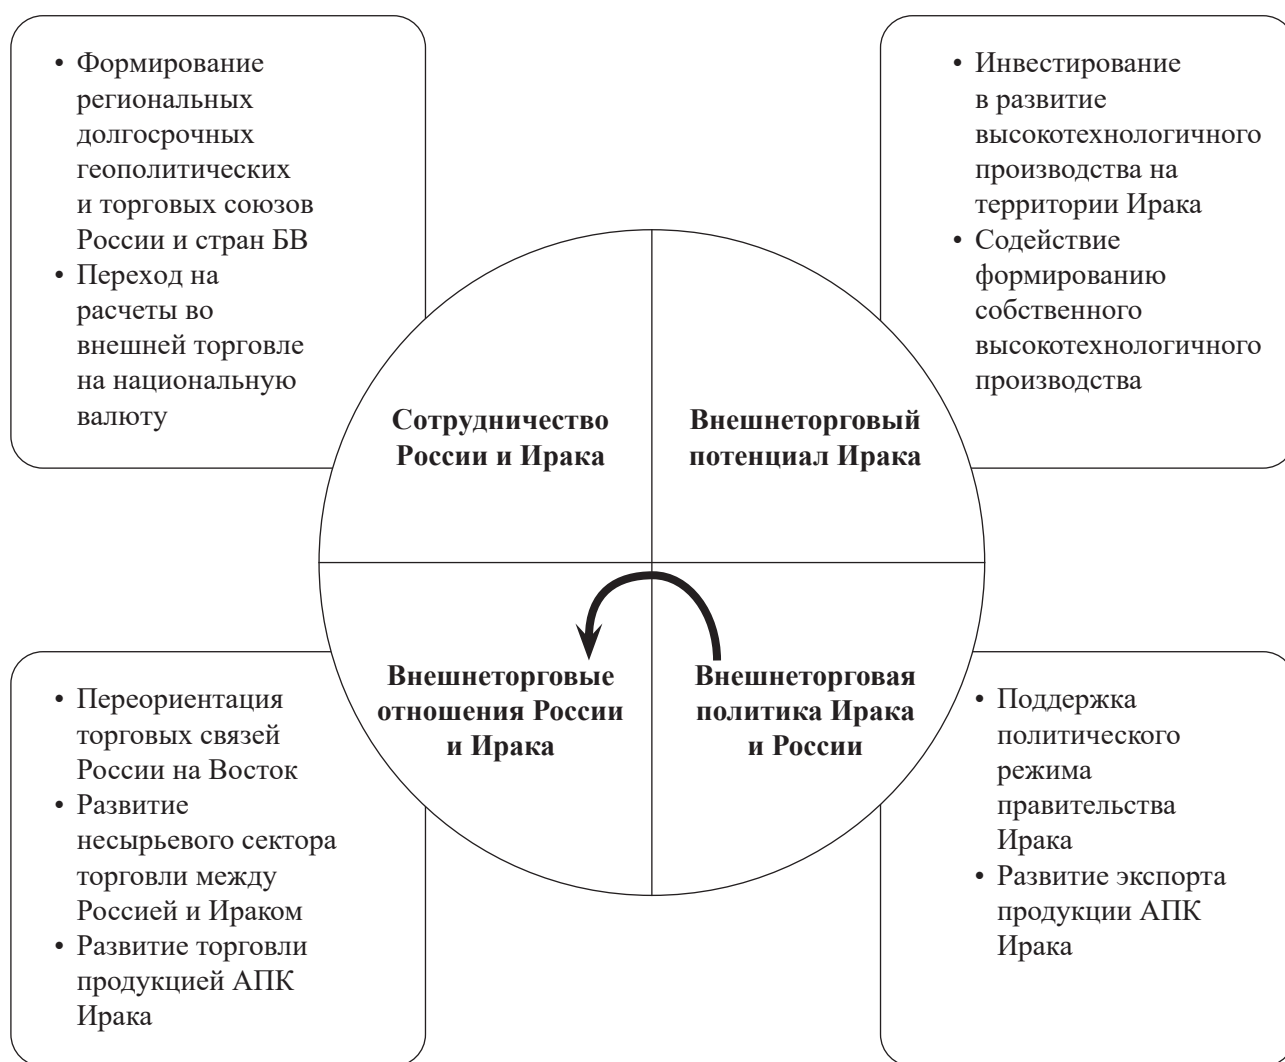 • Формирование
региональных
долгосрочных
геополитических
и торговых союзов
России и стран БВ
• Переход на
расчеты во
внешней торговле
на национальную
валюту
• Инвестирование
в развитие
высокотехнологичного
производства на
территории Ирака
• Содействие
формированию
собственного
высокотехнологичного
производства
Сотрудничество
России и Ирака
Внешнеторговый
потенциал Ирака
Внешнеторговые
отношения России
и Ирака
Внешнеторговая
политика Ирака
и России
• Переориентация
торговых связей
России на Восток
• Развитие
несырьевого сектора
торговли между
Россией и Ираком
• Развитие торговли
продукцией АПК
Ирака
• Поддержка
политического
режима
правительства
Ирака
• Развитие экспорта
продукции АПК
Ирака